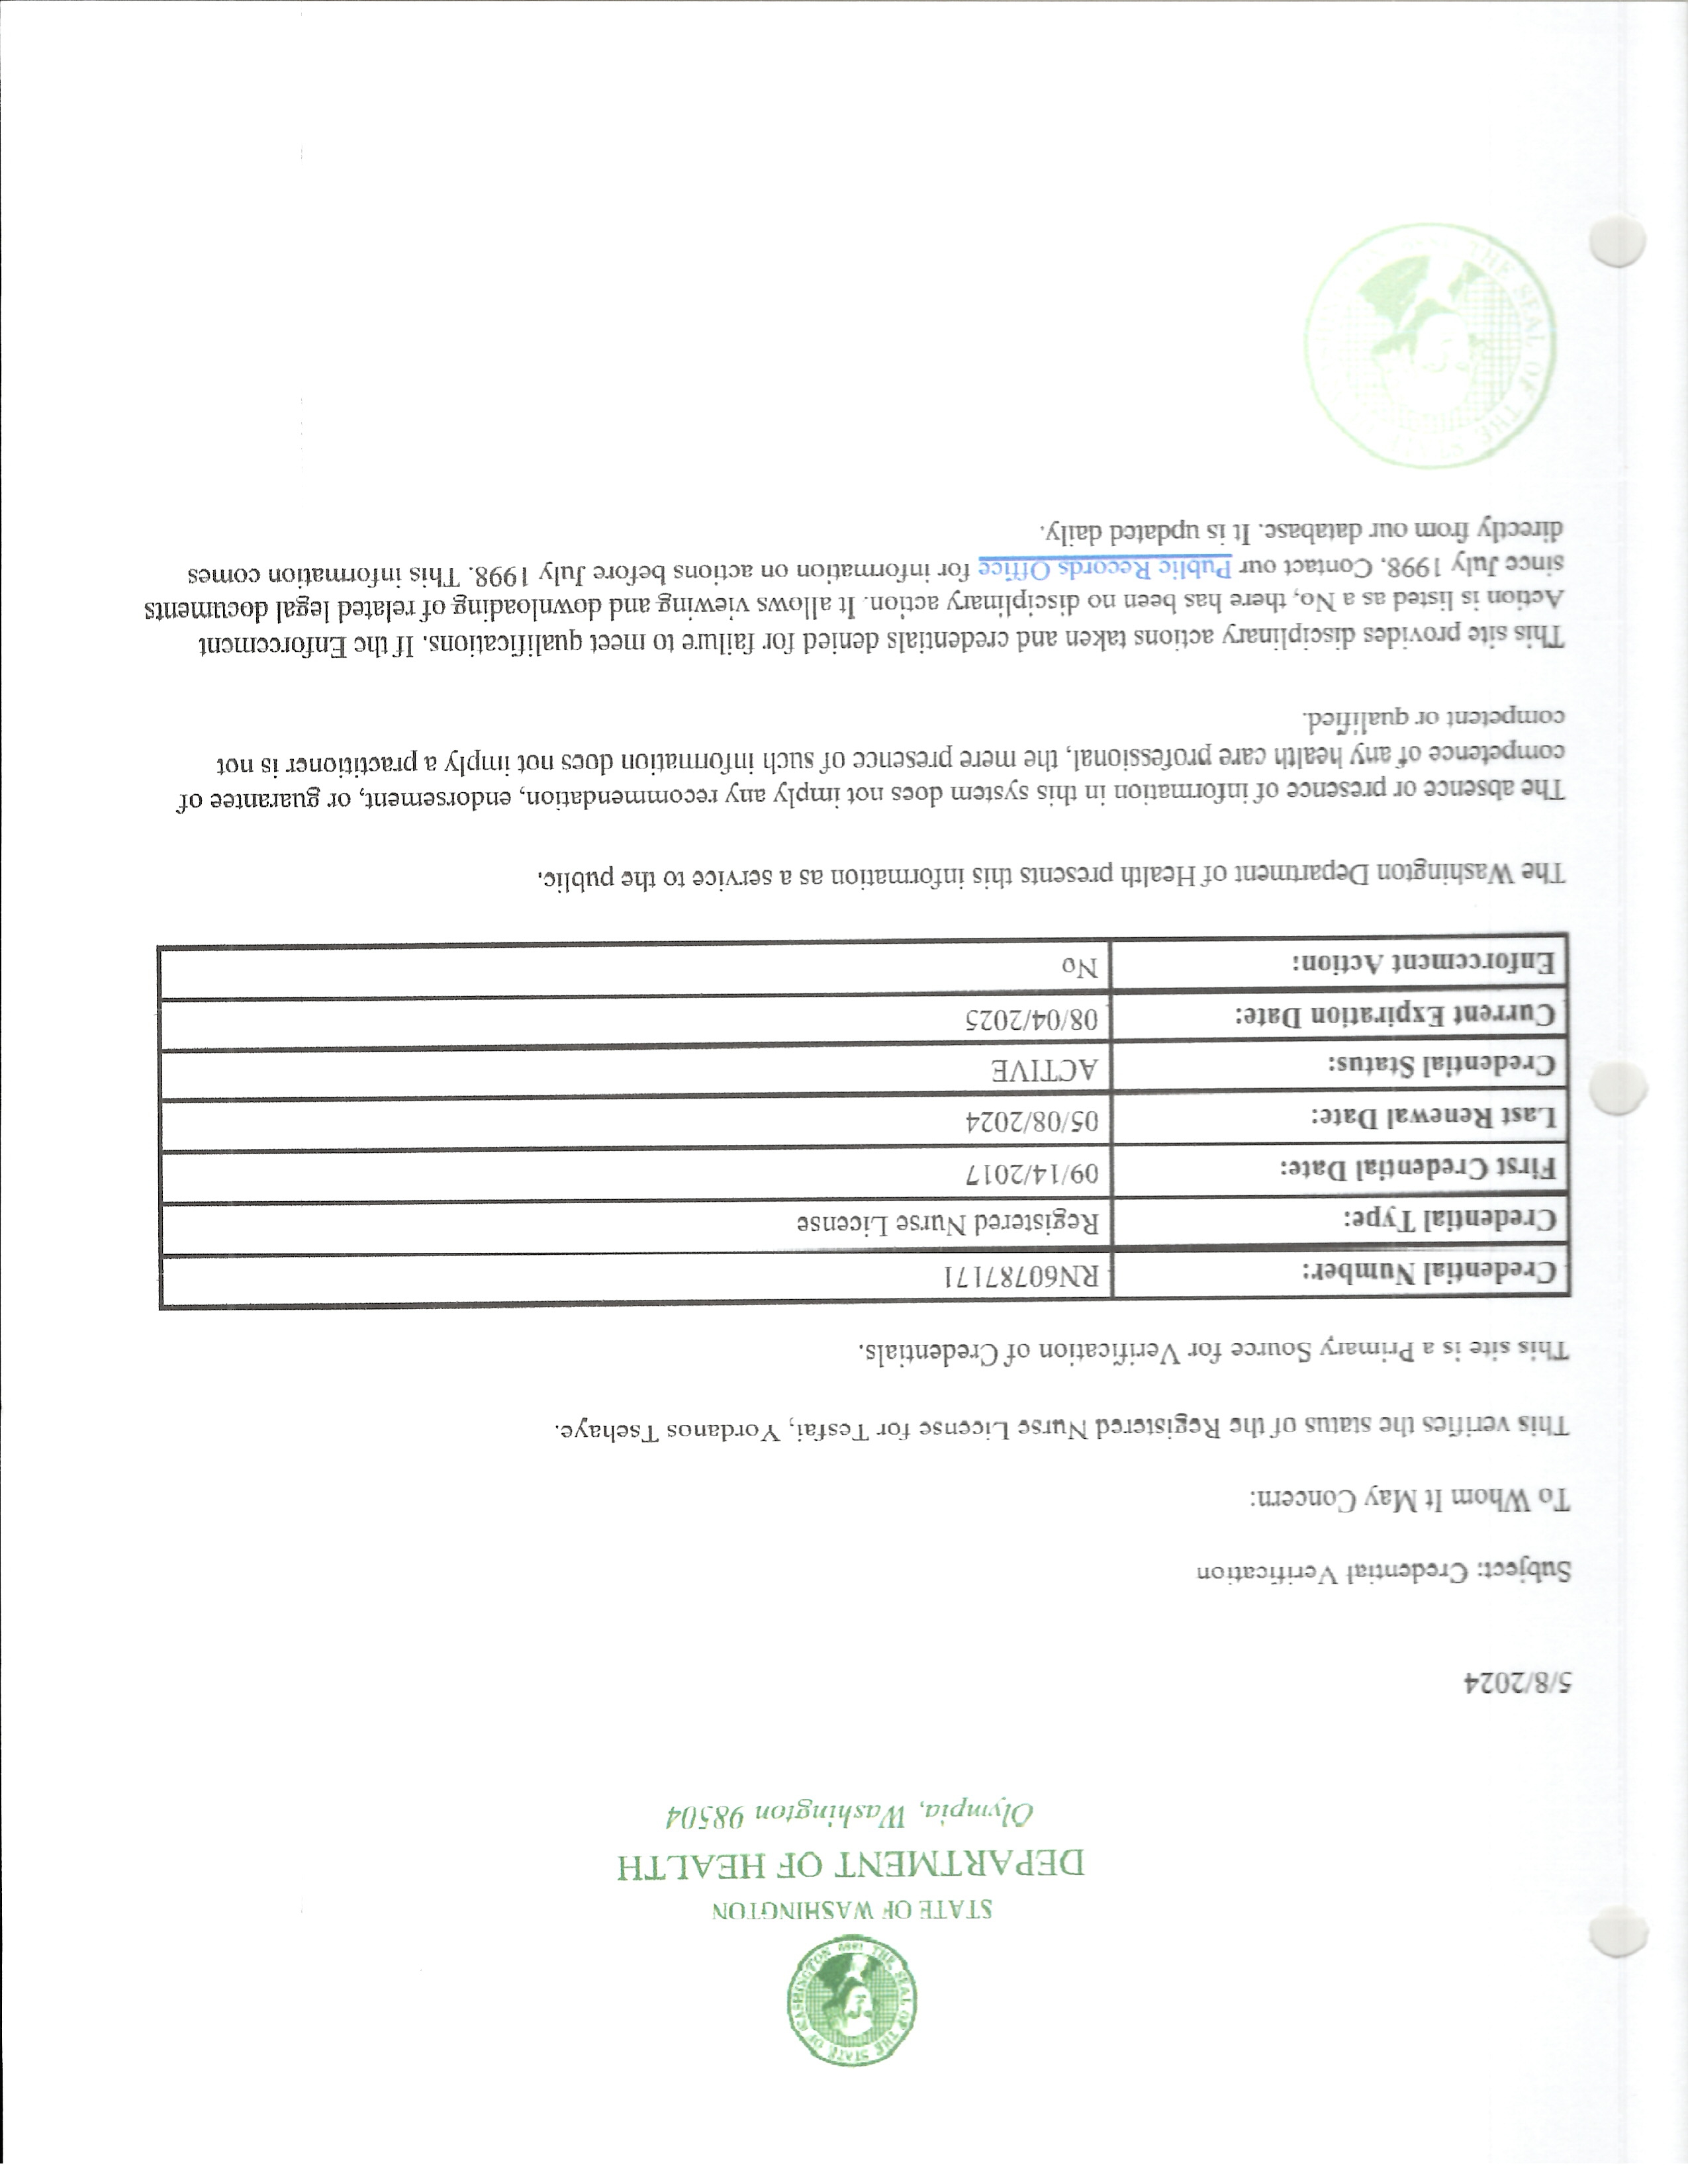 THE SEAL OF THE STATE OF WASHINGTON 1889
STATE OF WASHINGTON
DEPARTMENT OF HEALTH
Olympia, Washington 98504
5/8/2024
Subject: Credential Verification
To Whom It May Concern:
This verifies the status of the Registered Nurse License for Tesfai, Yordanos Tsehaye.
This site is a Primary Source for Verification of Credentials.
Credential Number: RN60787171
Credential Type: Registered Nurse License
First Credential Date: 09/14/2017
Last Renewal Date: 05/08/2024
Credential Status: ACTIVE
Current Expiration Date: 08/04/2025
Enforcement Action: No
The Washington Department of Health presents this information as a service to the public.
The absence or presence of information in this system does not imply any recommendation, endorsement, or guarantee of
competence of any health care professional, the mere presence of such information does not imply a practitioner is not
competent or qualified.
This site provides disciplinary actions taken and credentials denied for failure to meet qualifications. If the Enforcement
Action is listed as a No, there has been no disciplinary action. It allows viewing and downloading of related legal documents
since July 1998. Contact our Public Records Office for information on actions before July 1998. This information comes
directly from our database. It is updated daily.
THE SEAL OF THE